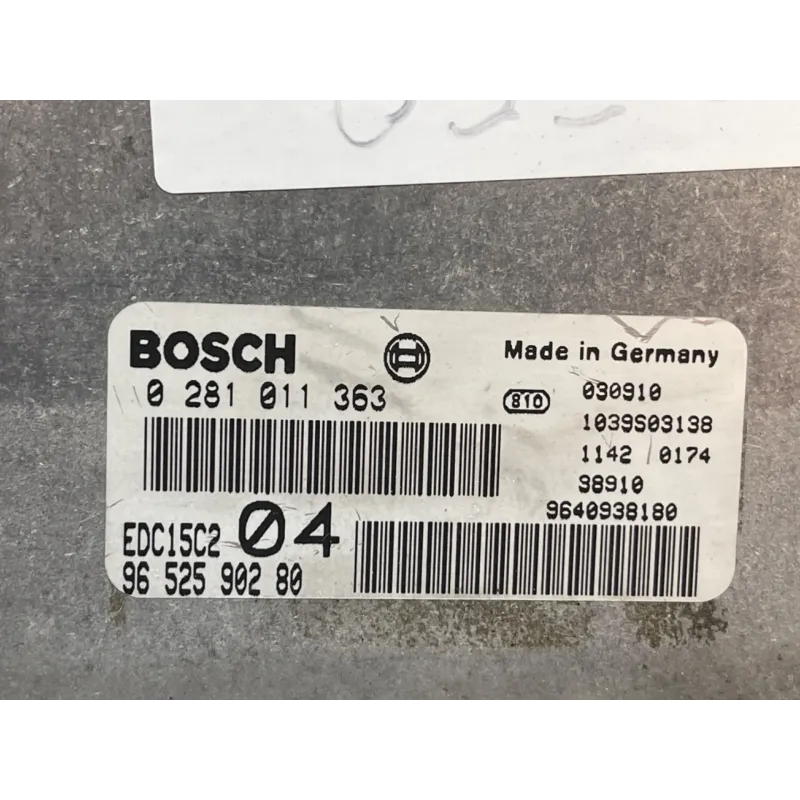 BOSCH
Made in Germany
0 281 011 363
810
030910
1039S03138
1142 0174
38910
9640938180
EDC15C2 04
96 525 902 80